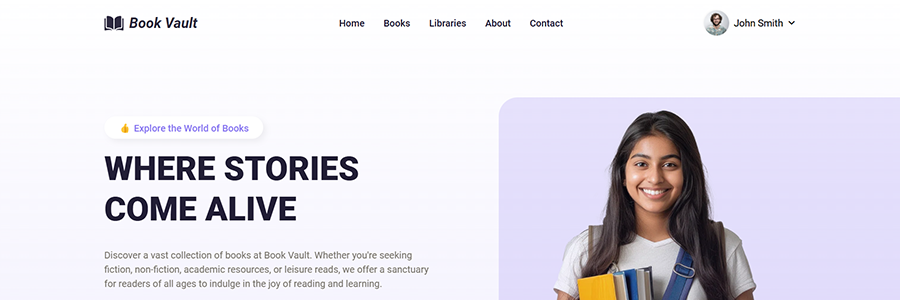 Book Vault
Home Books Libraries About Contact
John Smith
👍 Explore the World of Books
WHERE STORIES
COME ALIVE
Discover a vast collection of books at Book Vault. Whether you're seeking
fiction, non-fiction, academic resources, or leisure reads, we offer a sanctuary
for readers of all ages to indulge in the joy of reading and learning.